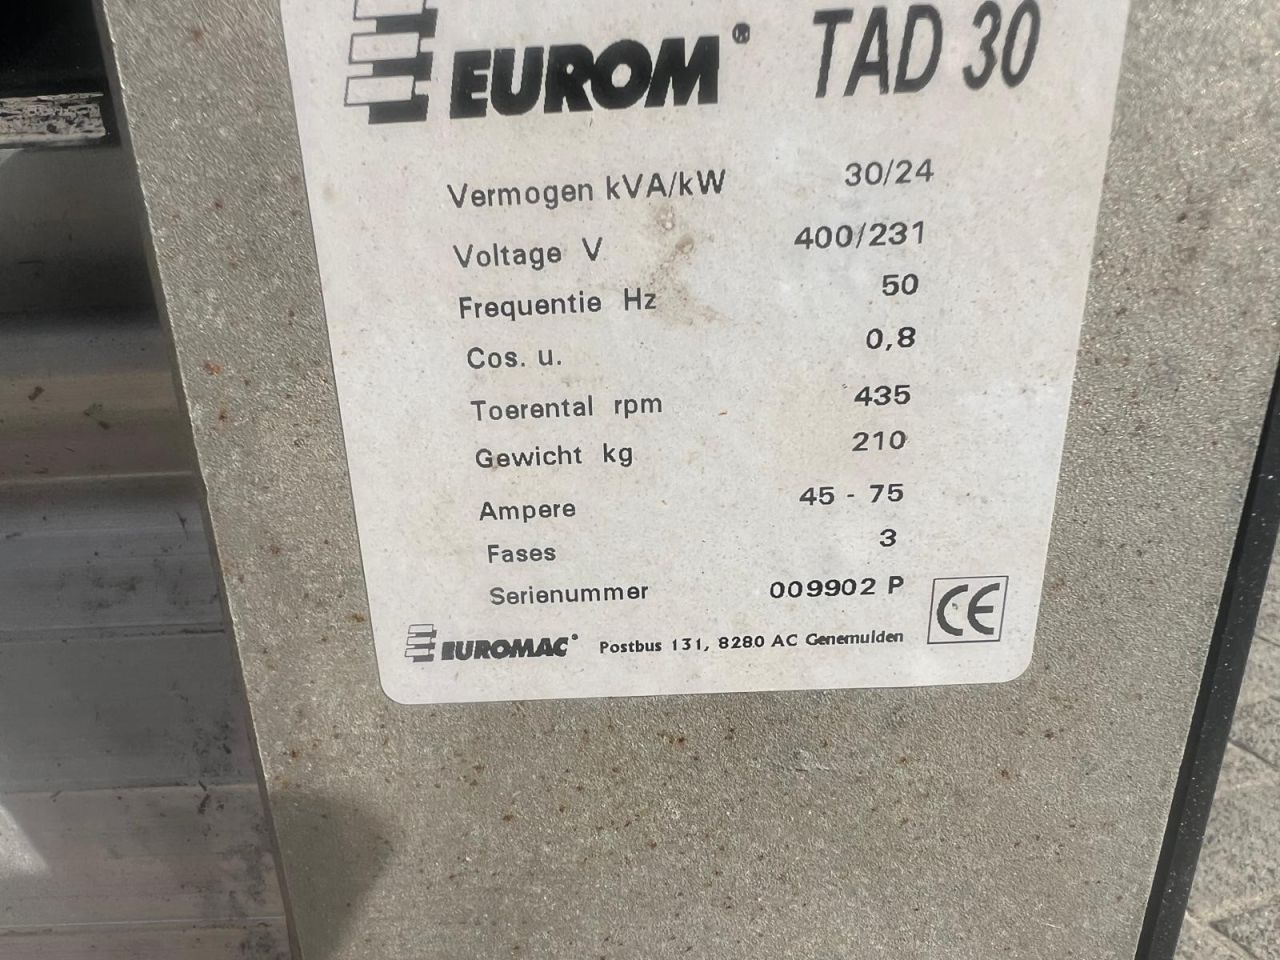 EUROM® TAD 30
Vermogen kVA/kW 30/24
Voltage V 400/231
Frequentie Hz 50
Cos. u. 0,8
Toerental rpm 435
Gewicht kg 210
Ampere 45 - 75
Fases 3
Serienummer 009902 P
EUROMAC® Postbus 131, 8280 AC Genemuiden CE